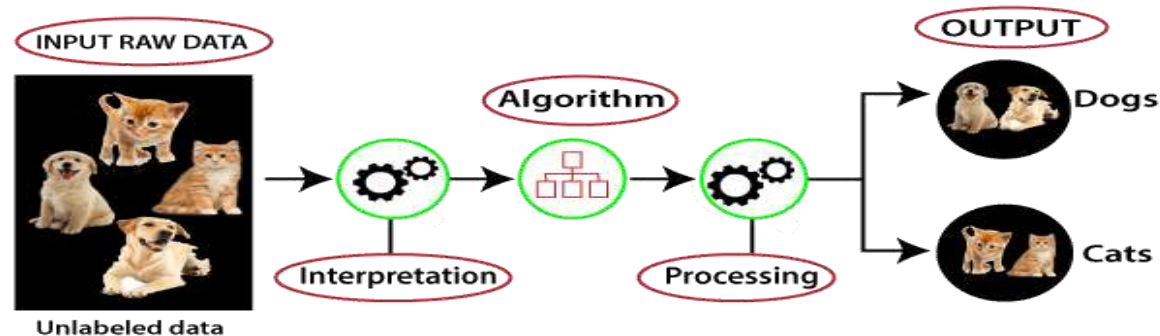 INPUT RAW DATA
Unlabeled data
Interpretation
Algorithm
Processing
OUTPUT
Dogs
Cats